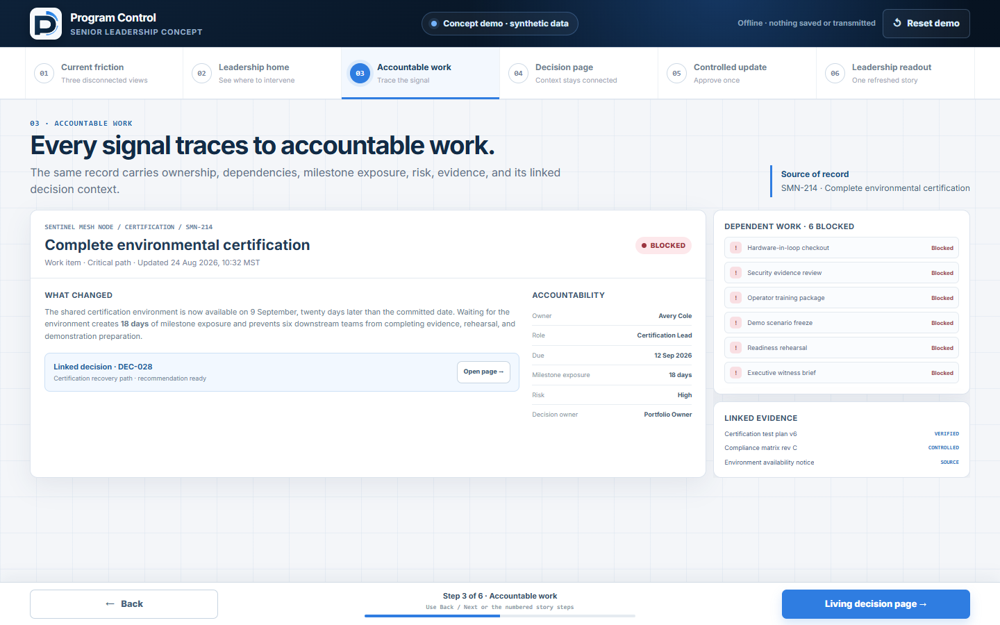 Program Control
SENIOR LEADERSHIP CONCEPT
Concept demo · synthetic data
Offline · nothing saved or transmitted
Reset demo
01
Current friction
Three disconnected views
02
Leadership home
See where to intervene
03
Accountable work
Trace the signal
04
Decision page
Context stays connected
05
Controlled update
Approve once
06
Leadership readout
One refreshed story
03 · ACCOUNTABLE WORK
Every signal traces to accountable work.
The same record carries ownership, dependencies, milestone exposure, risk, evidence, and its linked
decision context.
Source of record
SMN-214 · Complete environmental certification
SENTINEL MESH NODE / CERTIFICATION / SMN-214
Complete environmental certification
BLOCKED
Work item · Critical path · Updated 24 Aug 2026, 10:32 MST
WHAT CHANGED
The shared certification environment is now available on 9 September, twenty days later than the committed date. Waiting for the
environment creates 18 days of milestone exposure and prevents six downstream teams from completing evidence, rehearsal, and
demonstration preparation.
Linked decision · DEC-028
Certification recovery path · recommendation ready
Open page →
ACCOUNTABILITY
Owner Avery Cole
Role Certification Lead
Due 12 Sep 2026
Milestone exposure 18 days
Risk High
Decision owner Portfolio Owner
DEPENDENT WORK · 6 BLOCKED
! Hardware-in-loop checkout Blocked
! Security evidence review Blocked
! Operator training package Blocked
! Demo scenario freeze Blocked
! Readiness rehearsal Blocked
! Executive witness brief Blocked
LINKED EVIDENCE
Certification test plan v6 VERIFIED
Compliance matrix rev C CONTROLLED
Environment availability notice SOURCE
← Back
Step 3 of 6 · Accountable work
Use Back / Next or the numbered story steps
Living decision page →